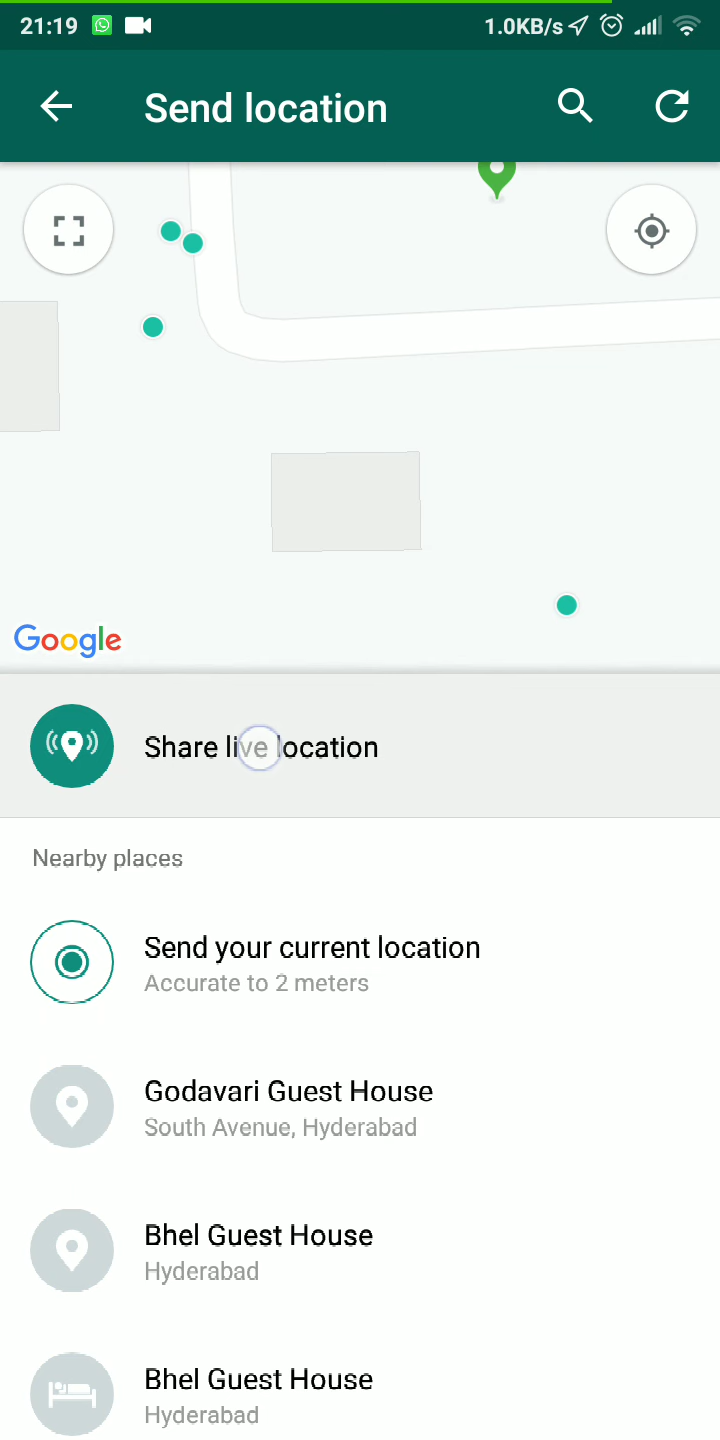 21:19
1.0KB/s
Send location
Google
Share live location
Nearby places
Send your current location
Accurate to 2 meters
Godavari Guest House
South Avenue, Hyderabad
Bhel Guest House
Hyderabad
Bhel Guest House
Hyderabad